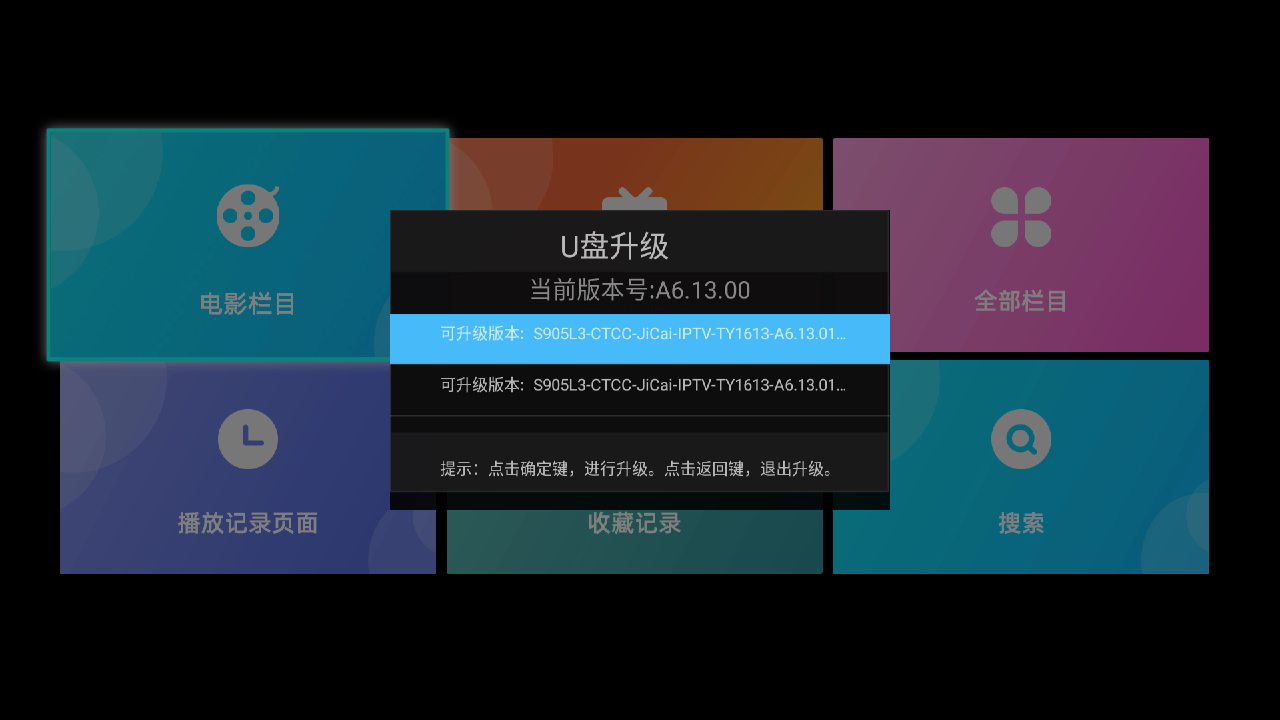 U盘升级
当前版本号:A6.13.00
可升级版本: S905L3-CTCC-JiCai-IPTV-TY1613-A6.13.01...
可升级版本: S905L3-CTCC-JiCai-IPTV-TY1613-A6.13.01...
提示：点击确定键，进行升级。点击返回键，退出升级。
电影栏目
全部栏目
播放记录页面
收藏记录
搜索